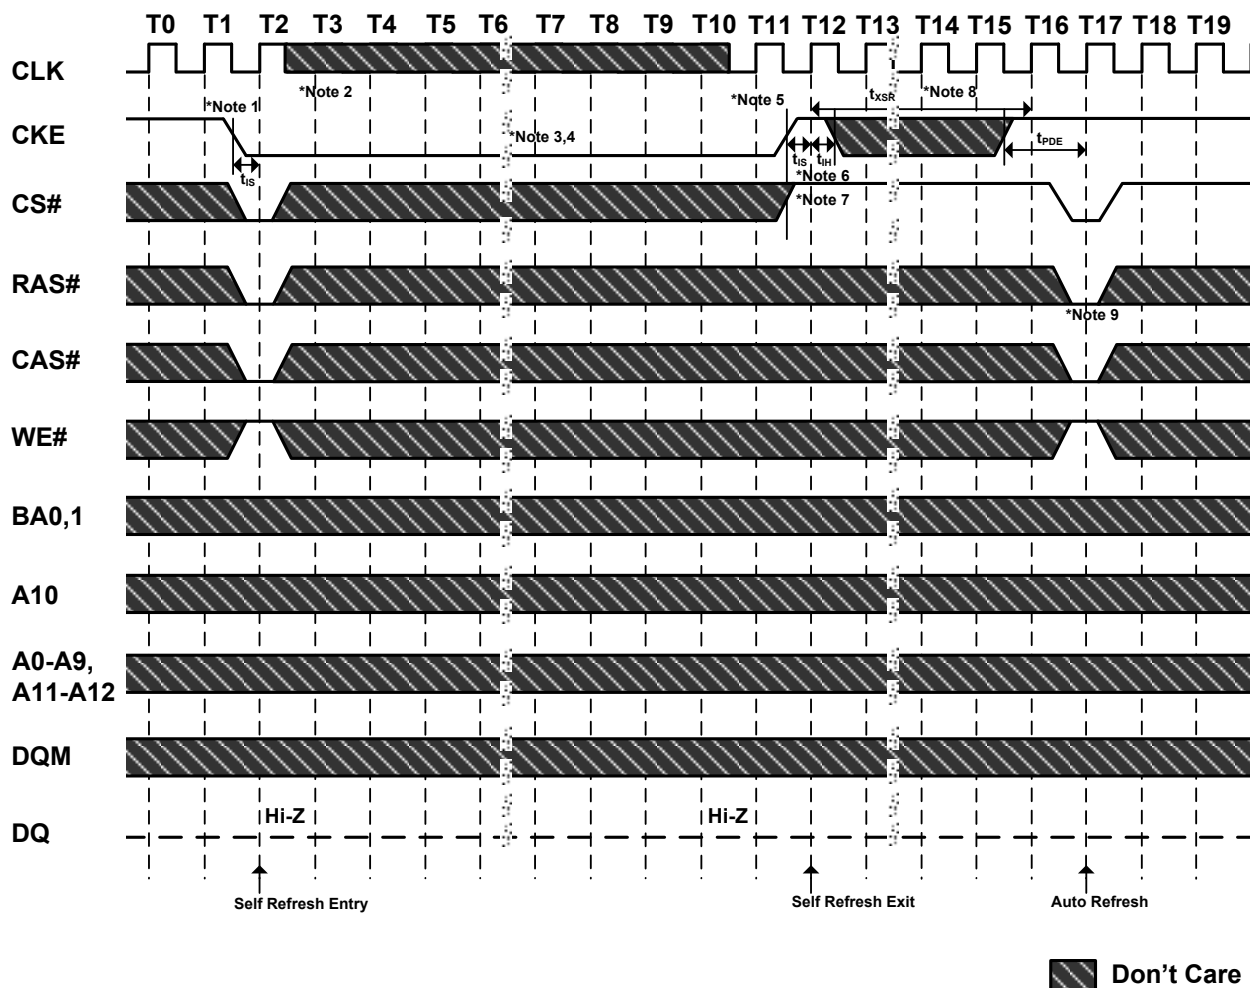 T0 T1 T2 T3 T4 T5 T6 T7 T8 T9 T10 T11 T12 T13 T14 T15 T16 T17 T18 T19
CLK
*Note 2 *Note 5 tXSR *Note 8
*Note 1
CKE *Note 3,4 tPDE
tIS tIS tIH
*Note 6
CS# *Note 7
RAS#
*Note 9
CAS#
WE#
BA0,1
A10
A0-A9,
A11-A12
DQM
Hi-Z Hi-Z
DQ
Self Refresh Entry Self Refresh Exit Auto Refresh
Don't Care